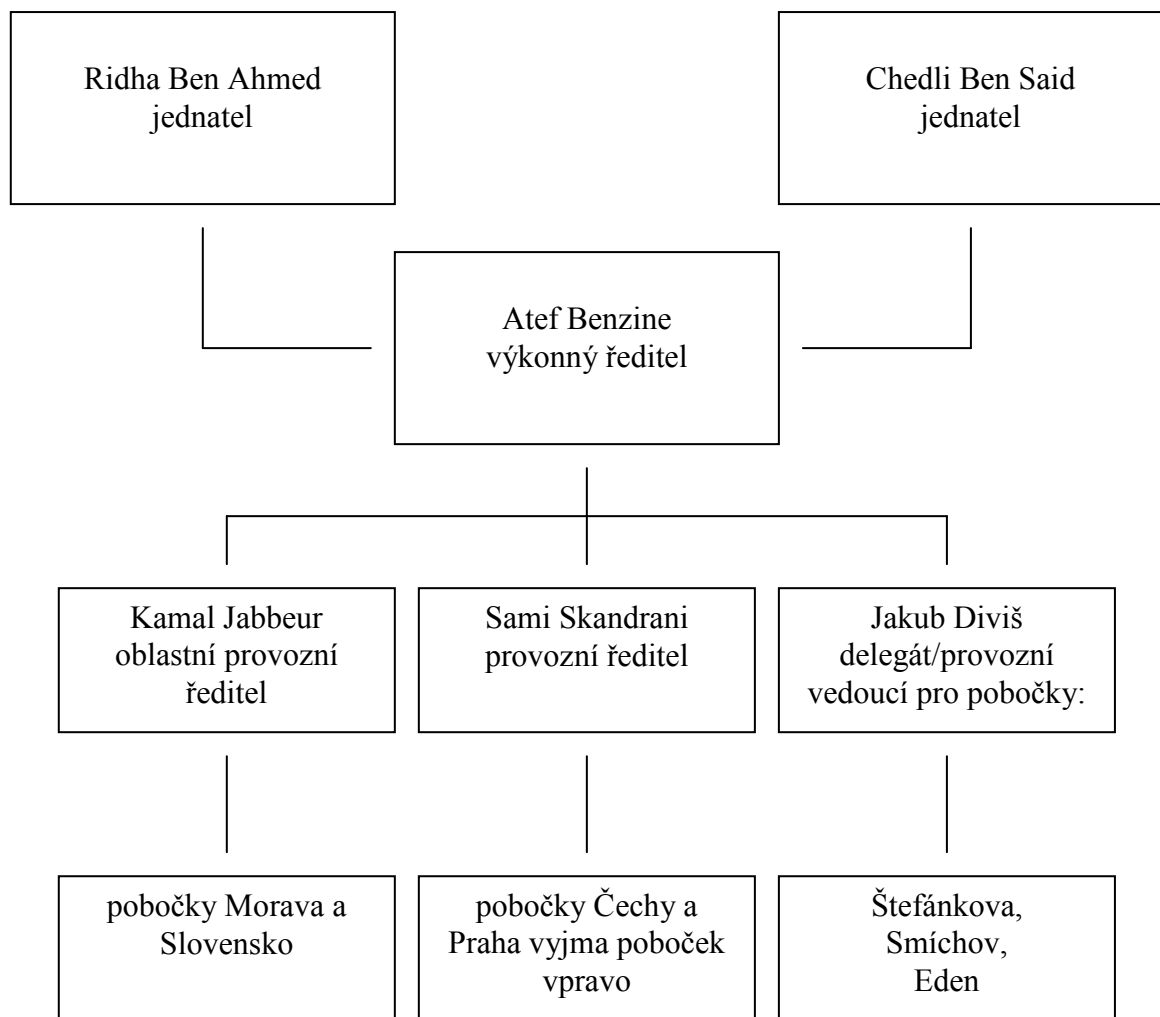 Ridha Ben Ahmed
jednatel
Chedli Ben Said
jednatel
Atef Benzine
výkonný ředitel
Kamal Jabbeur
oblastní provozní
ředitel
Sami Skandrani
provozní ředitel
Jakub Diviš
delegát/provozní
vedoucí pro pobočky:
pobočky Morava a
Slovensko
pobočky Čechy a
Praha vyjma poboček
vpravo
Štefánkova,
Smíchov,
Eden